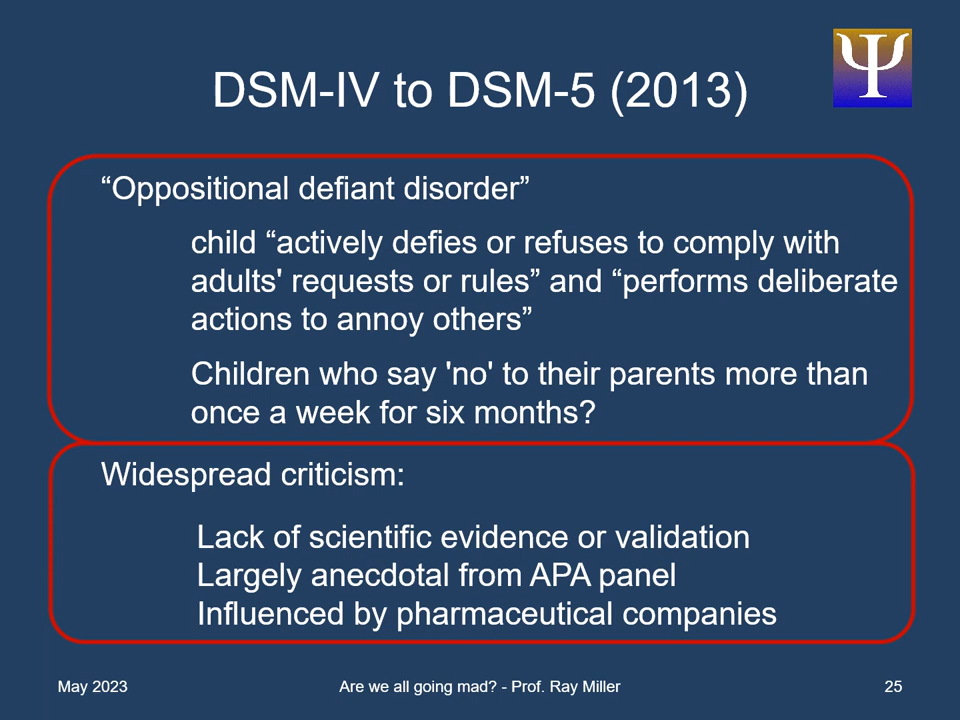 DSM-IV to DSM-5 (2013)
Ψ
“Oppositional defiant disorder”
child “actively defies or refuses to comply with
adults' requests or rules” and “performs deliberate
actions to annoy others”
Children who say 'no' to their parents more than
once a week for six months?
Widespread criticism:
Lack of scientific evidence or validation
Largely anecdotal from APA panel
Influenced by pharmaceutical companies
May 2023
Are we all going mad? - Prof. Ray Miller
25